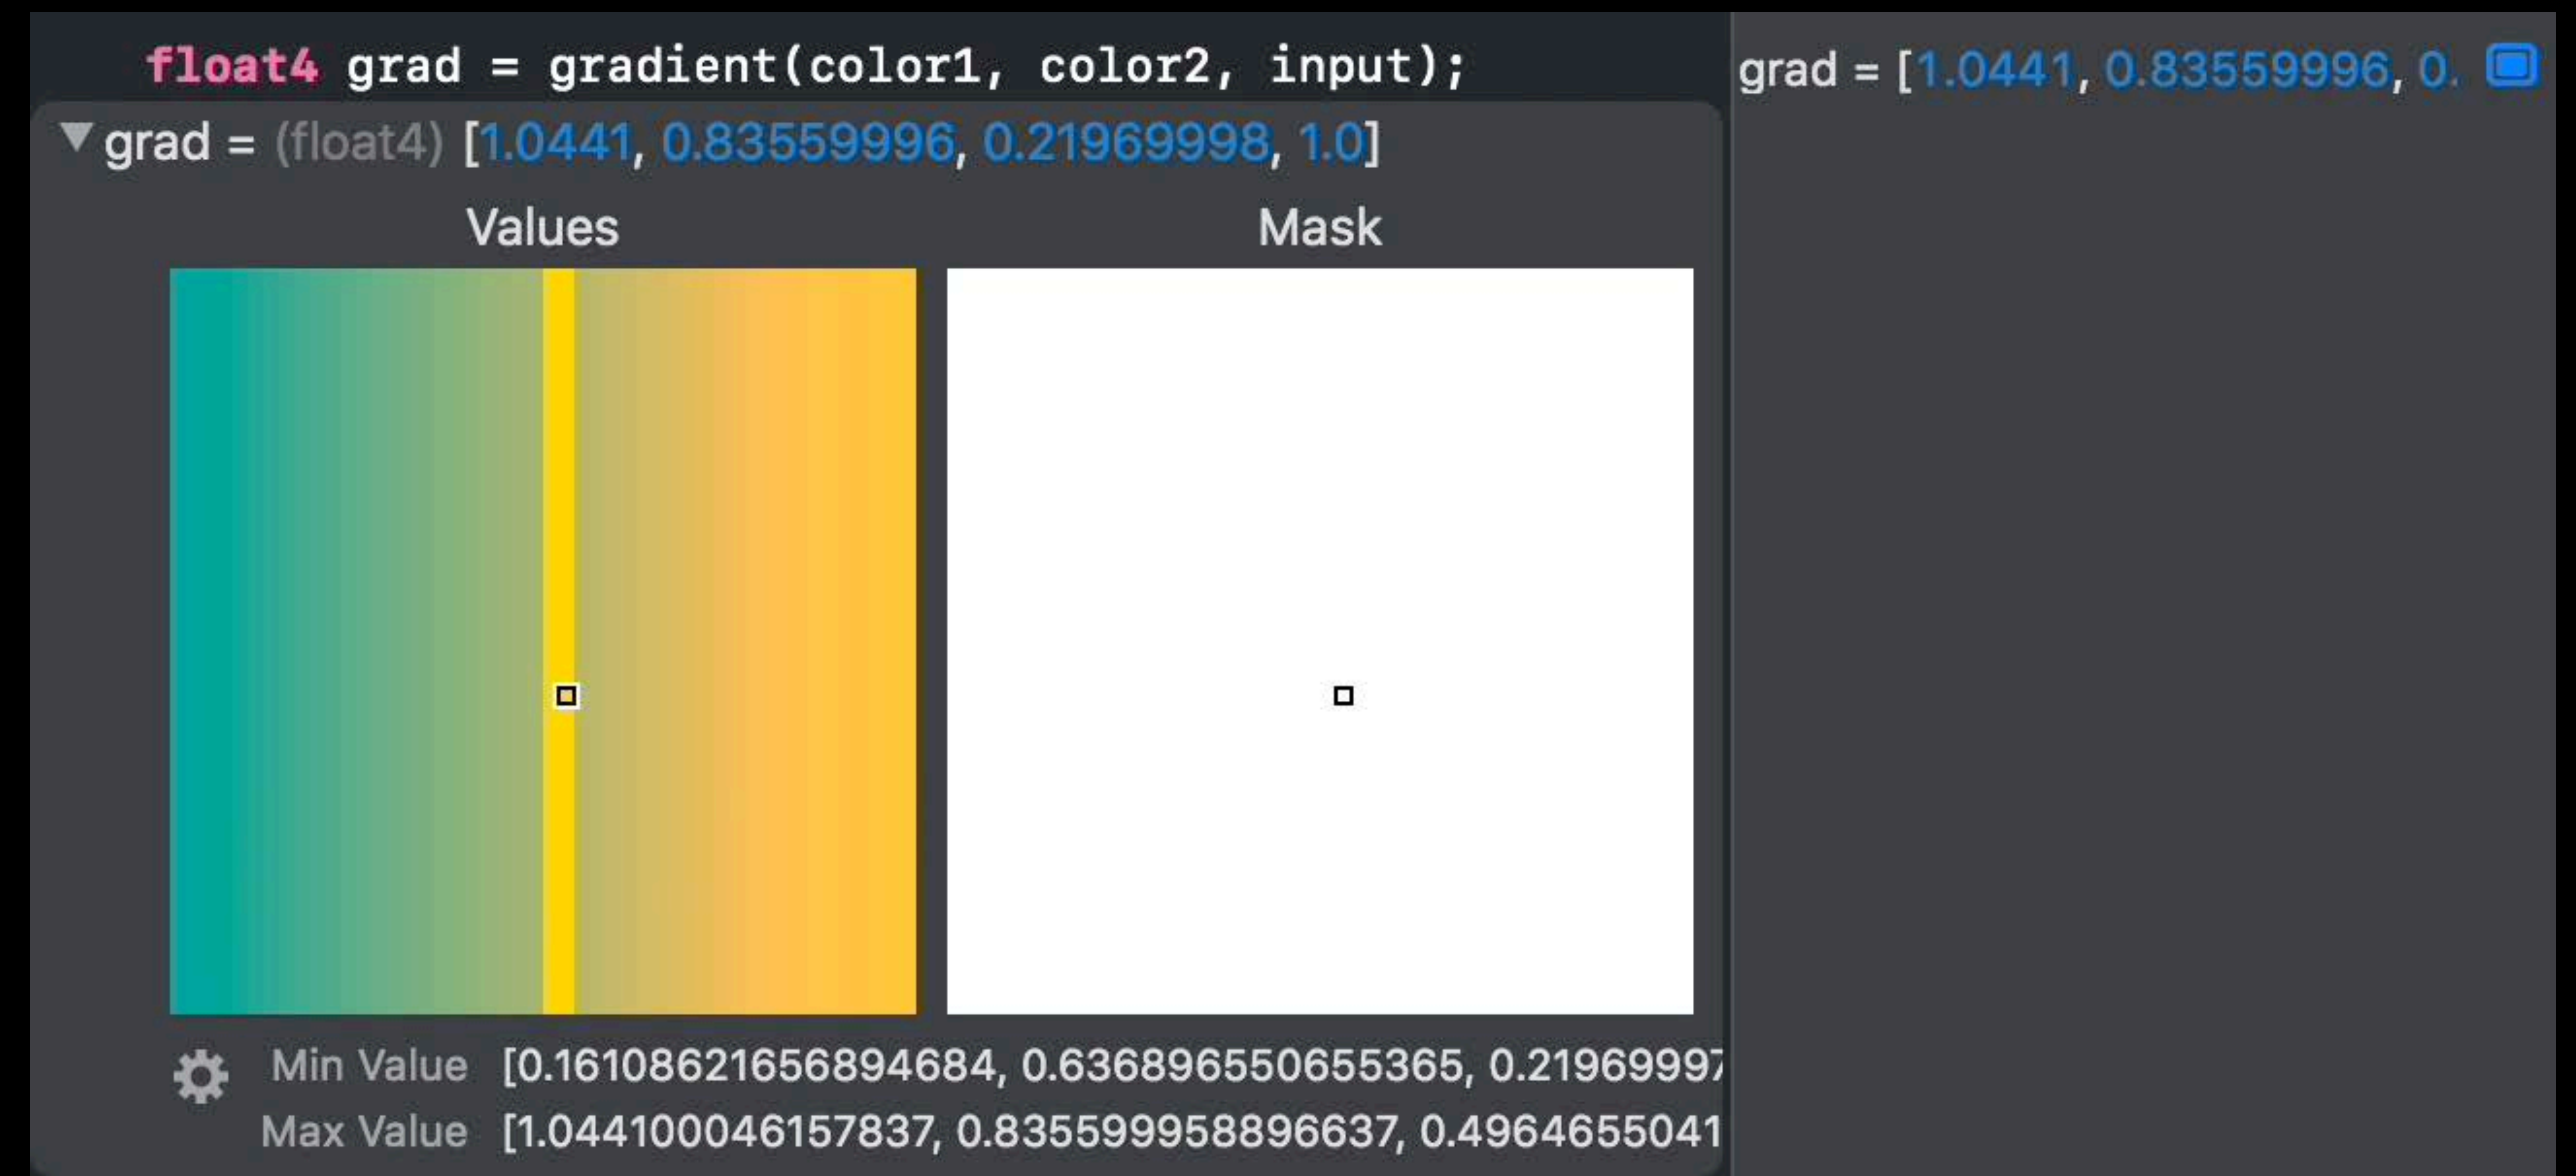 float4 grad = gradient(color1, color2, input);
grad = [1.0441, 0.83559996, 0.
grad = (float4) [1.0441, 0.83559996, 0.21969998, 1.0]
Values Mask
Min Value [0.16108621656894684, 0.636896550655365, 0.21969997
Max Value [1.044100046157837, 0.835599958896637, 0.4964655041